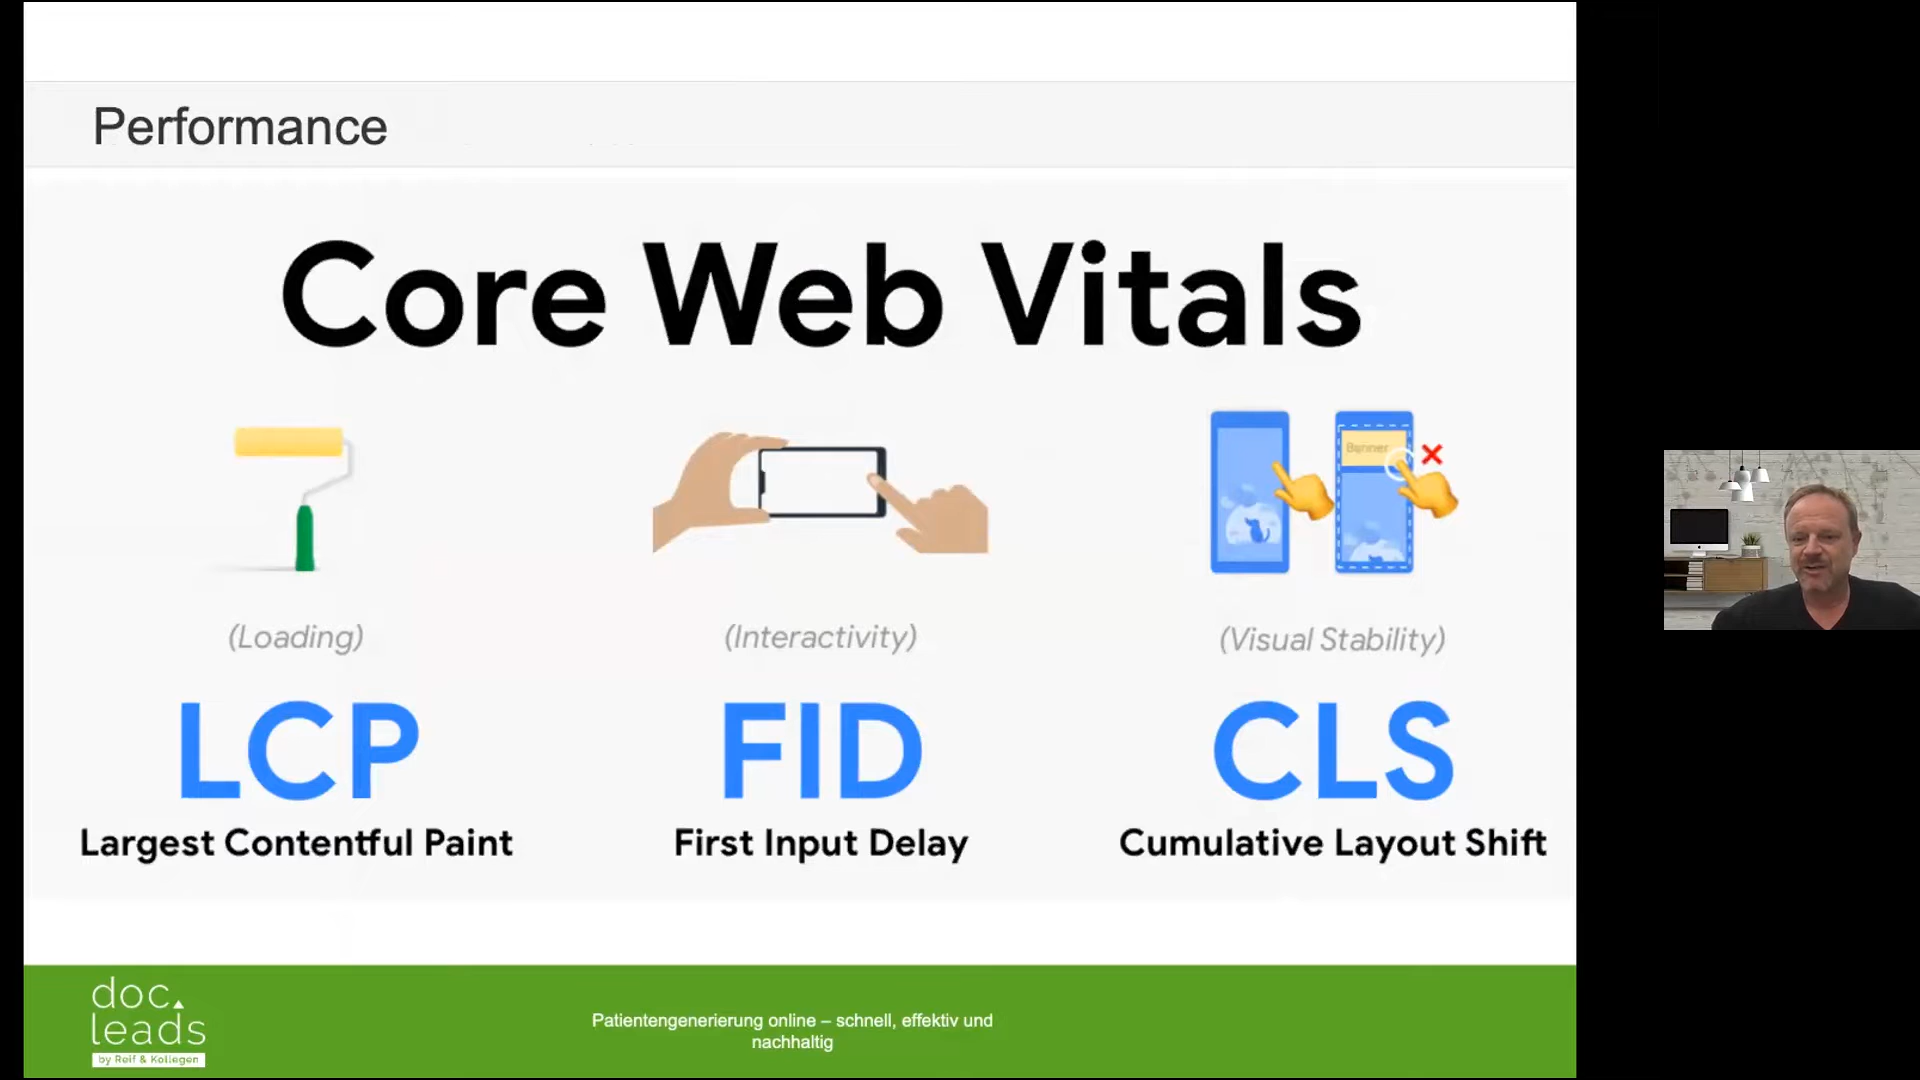 Performance
Core Web Vitals
Banner
(Loading)
(Interactivity)
(Visual Stability)
LCP
FID
CLS
Largest Contentful Paint
First Input Delay
Cumulative Layout Shift
doc.
leads
by Reif & Kollegen
Patientengenerierung online – schnell, effektiv und
nachhaltig